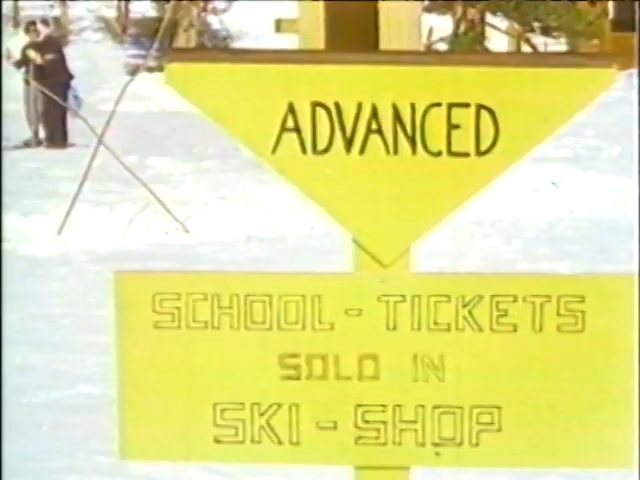 ADVANCED
SCHOOL - TICKETS
SOLD IN
SKI - SHOP